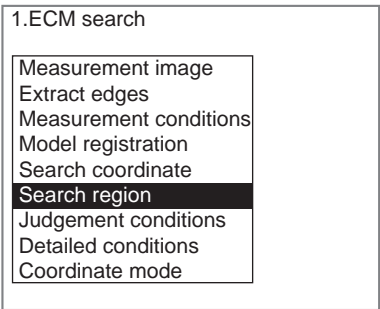 1.ECM search
Measurement image
Extract edges
Measurement conditions
Model registration
Search coordinate
Search region
Judgement conditions
Detailed conditions
Coordinate mode